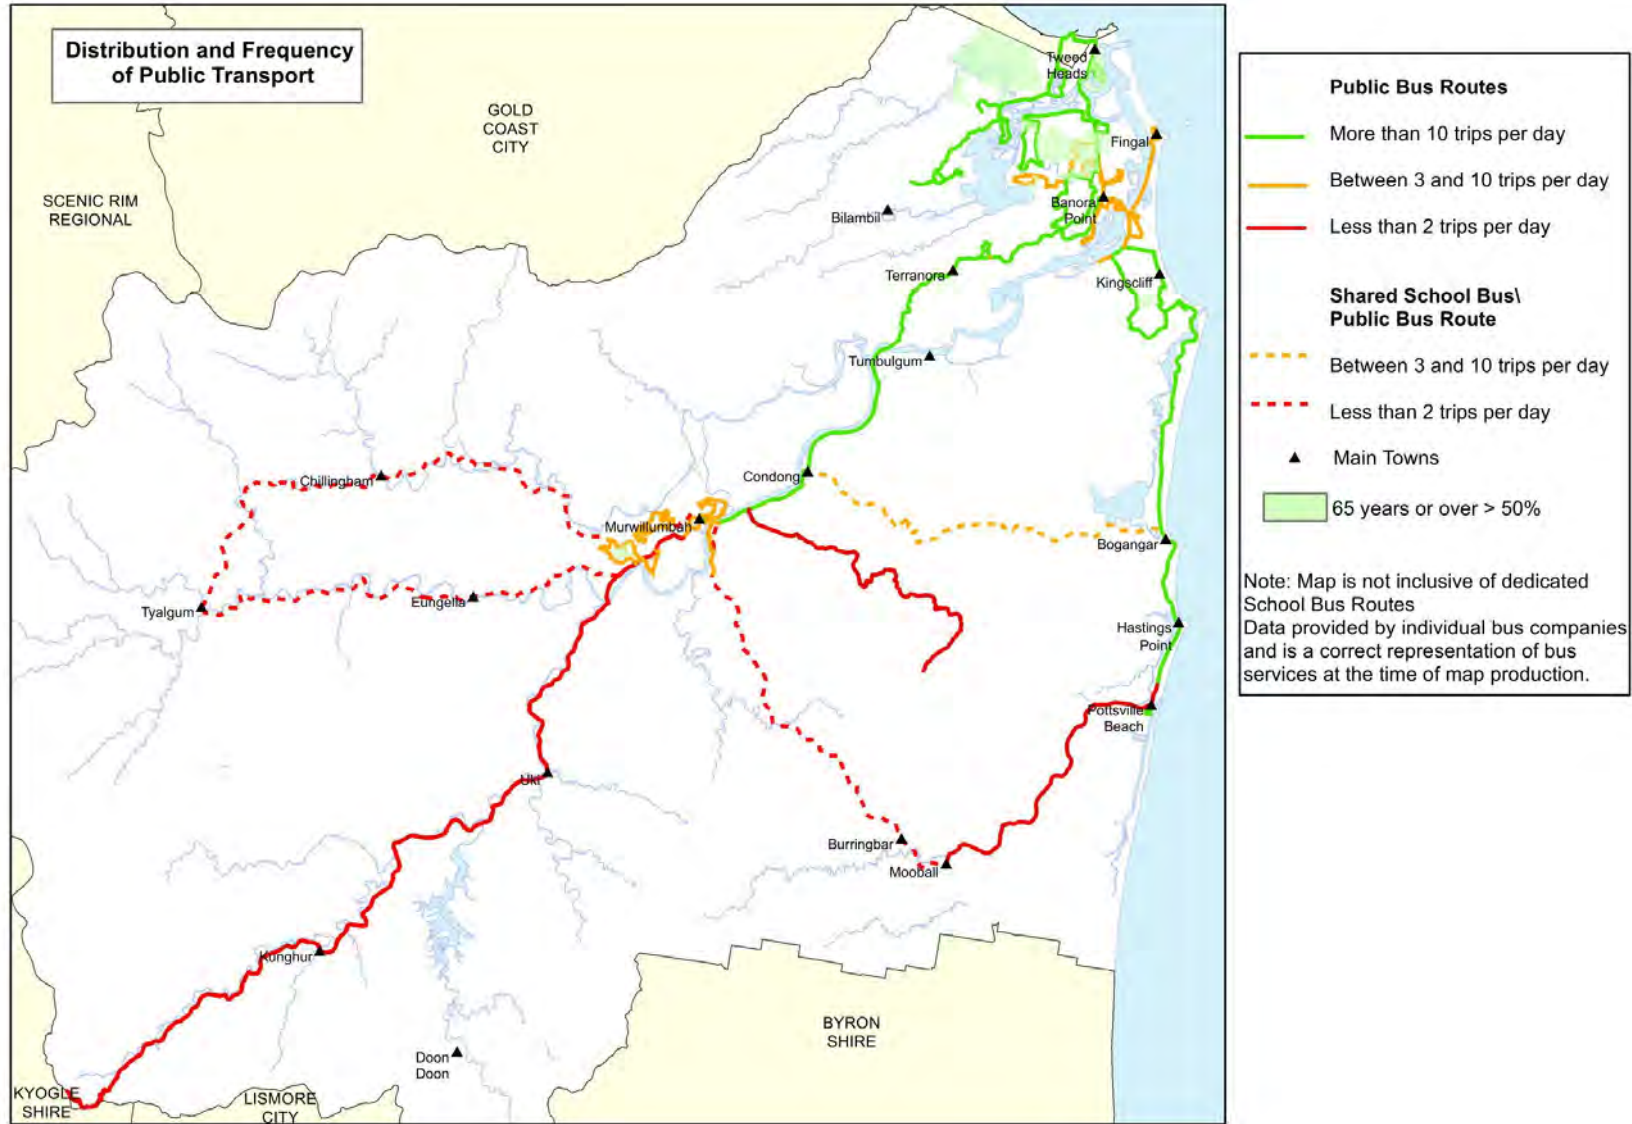 Distribution and Frequency
of Public Transport
GOLD
COAST
CITY
SCENIC RIM
REGIONAL
Tweed
Heads
Fingal
Banora
Point
Bilambil
Terranora
Kingscliff
Tumbulgum
Chillingham
Condong
Murwillumbah
Bogangar
Tyalgum
Eungella
Hastings
Point
Pottsville
Beach
Uki
Burringbar
Mooball
Kunghur
Doon
Doon
BYRON
SHIRE
KYOGLE
SHIRE
LISMORE
CITY
Public Bus Routes
More than 10 trips per day
Between 3 and 10 trips per day
Less than 2 trips per day
Shared School Bus\
Public Bus Route
Between 3 and 10 trips per day
Less than 2 trips per day
Main Towns
65 years or over > 50%
Note: Map is not inclusive of dedicated
School Bus Routes
Data provided by individual bus companies
and is a correct representation of bus
services at the time of map production.